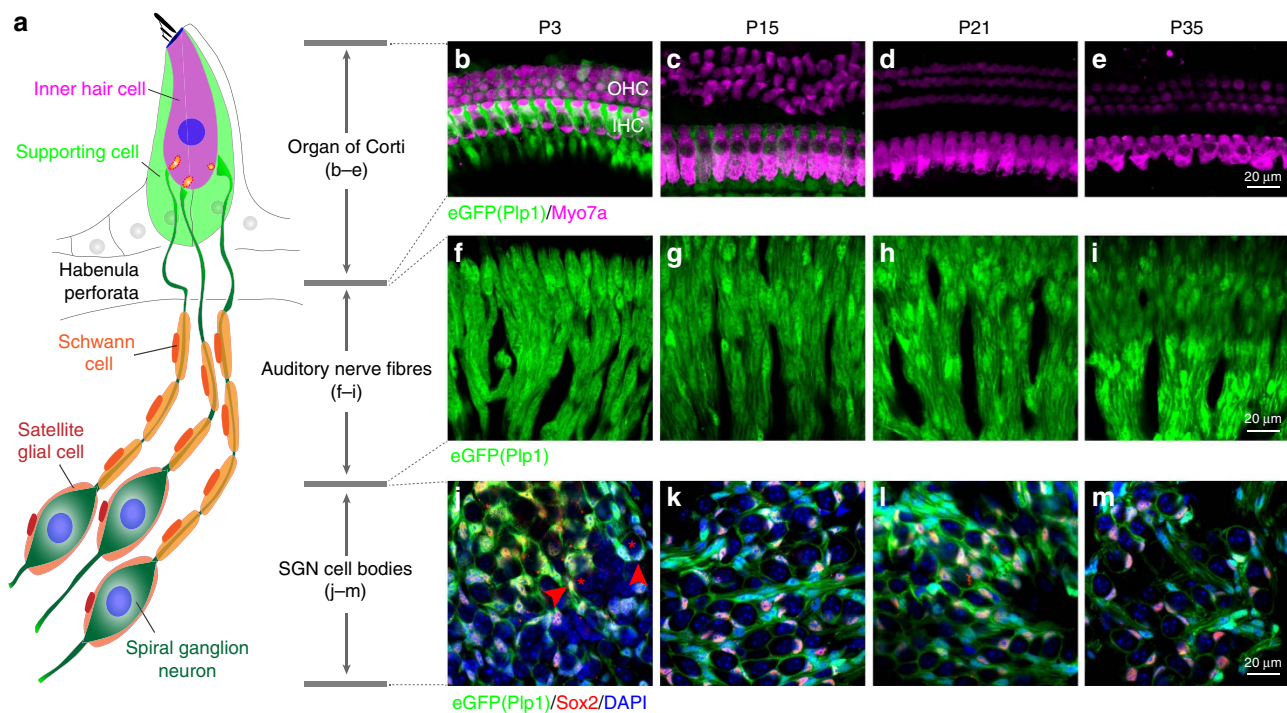 a
Inner hair cell
Supporting cell
Habenula
perforata
Schwann
cell
Satellite
glial cell
Spiral ganglion
neuron
Organ of Corti
(b–e)
Auditory nerve fibres
(f–i)
SGN cell bodies
(j–m)
P3
P15
P21
P35
b
OHC
IHC
c
d
e
20 µm
eGFP(Plp1)/Myo7a
f
g
h
i
20 µm
eGFP(Plp1)
j
*
*
k
l
m
20 µm
eGFP(Plp1)/Sox2/DAPI